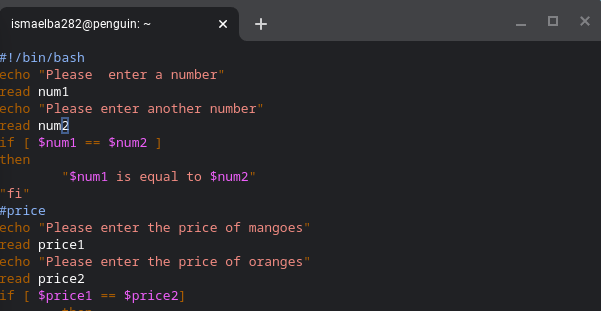 ismaelba282@penguin: ~
#!/bin/bash
echo "Please  enter a number"
read num1
echo "Please enter another number"
read num2
if [ $num1 == $num2 ]
then
        "$num1 is equal to $num2"
"fi"
#price
echo "Please enter the price of mangoes"
read price1
echo "Please enter the price of oranges"
read price2
if [ $price1 == $price2]
        then